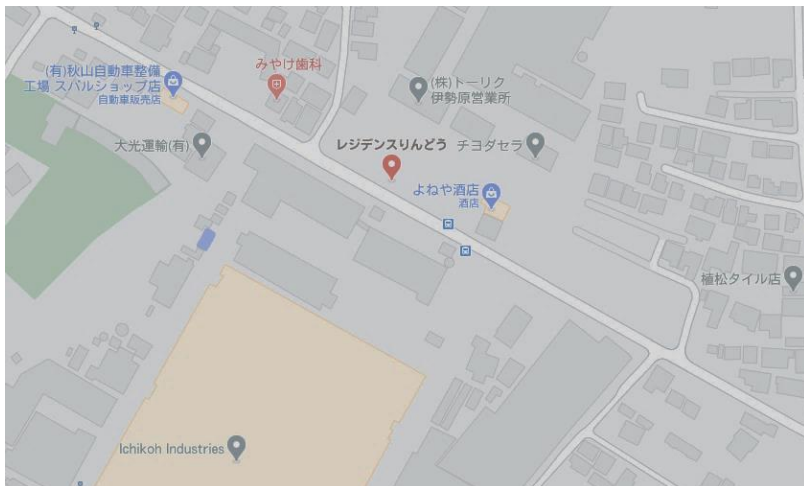 (有)秋山自動車整備
工場 スバルショップ店
自動車販売店
みやけ歯科
(株)トーリク
伊勢原営業所
大光運輸(有)
レジデンスりんどう
チヨダセラ
よねや酒店
酒店
植松タイル店
Ichikoh Industries